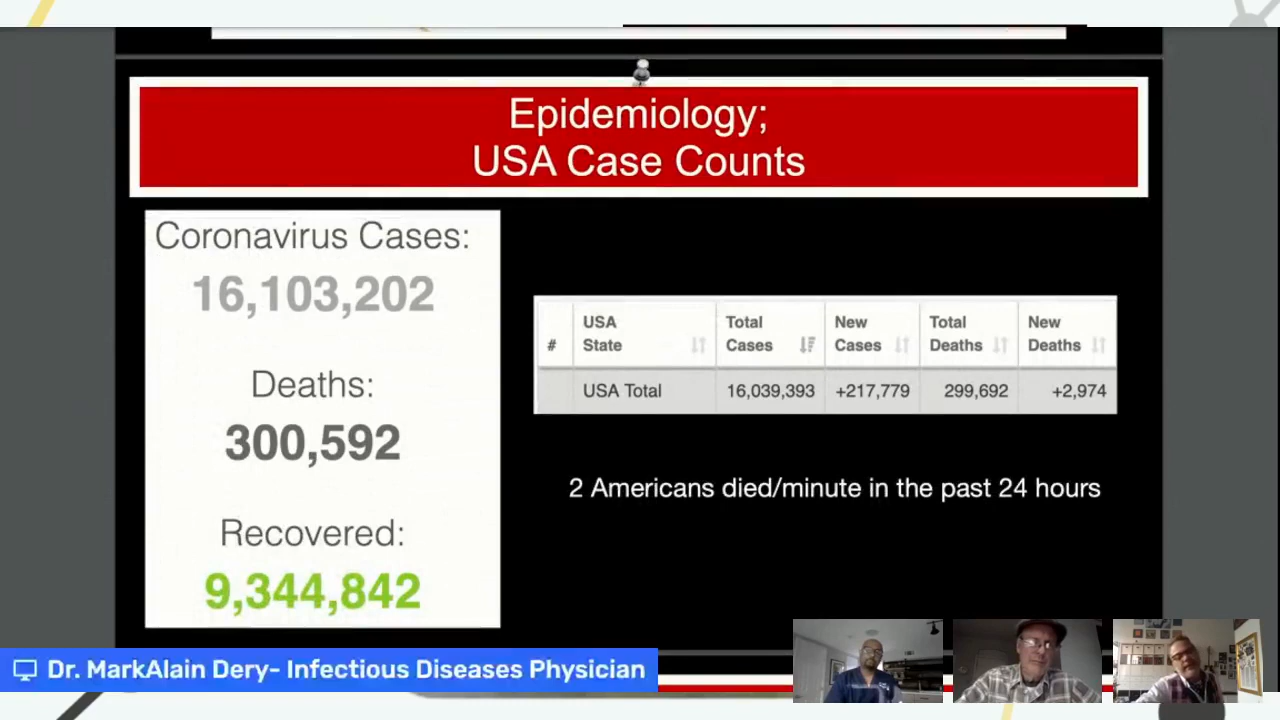 Epidemiology;
USA Case Counts
Coronavirus Cases:
16,103,202
Deaths:
300,592
Recovered:
9,344,842
# USA State Total Cases New Cases Total Deaths New Deaths
USA Total 16,039,393 +217,779 299,692 +2,974
2 Americans died/minute in the past 24 hours
Dr. MarkAlain Dery- Infectious Diseases Physician